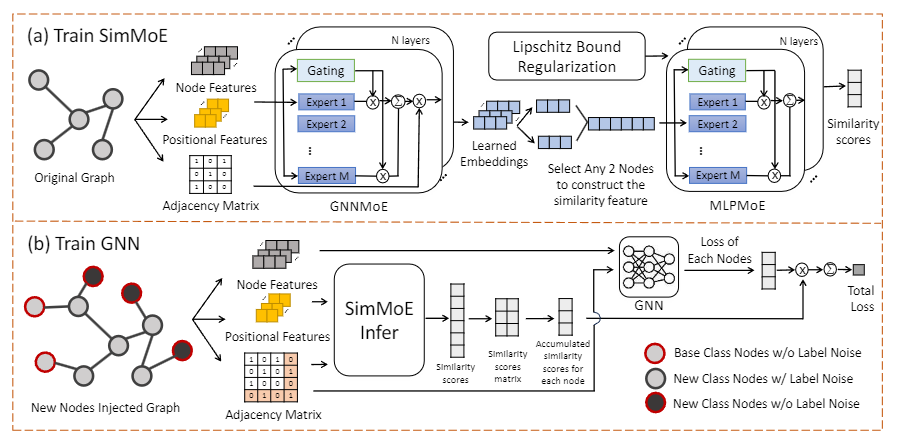 (a) Train SimMoE
Node Features
Positional Features
1 0 1
0 1 0
1 0 1
Adjacency Matrix
Original Graph
N layers
Gating
Expert 1
Expert 2
Expert M
GNNMoE
Learned
Embeddings
Lipschitz Bound
Regularization
Select Any 2 Nodes
to construct the
similarity feature
N layers
Gating
Expert 1
Expert 2
Expert M
MLPMoE
Similarity
scores
(b) Train GNN
New Nodes Injected Graph
Node Features
Positional Features
1 0 1 0
0 1 0 1
1 0 0 0
0 1 0 1
Adjacency Matrix
SimMoE
Infer
Similarity
scores
Similarity
scores
matrix
Accumulated
similarity
scores for
each node
GNN
Loss of
Each Nodes
Total
Loss
Base Class Nodes w/o Label Noise
New Class Nodes w/ Label Noise
New Class Nodes w/o Label Noise